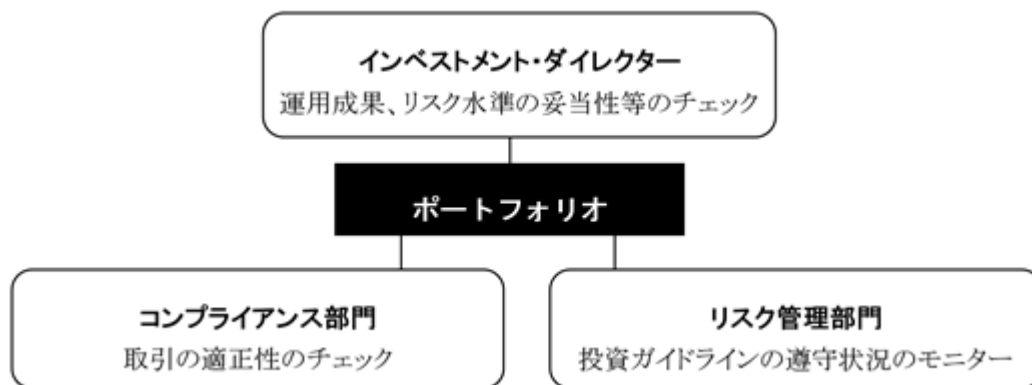 インベストメント・ダイレクター
運用成果、リスク水準の妥当性等のチェック
ポートフォリオ
コンプライアンス部門
取引の適正性のチェック
リスク管理部門
投資ガイドラインの遵守状況のモニター